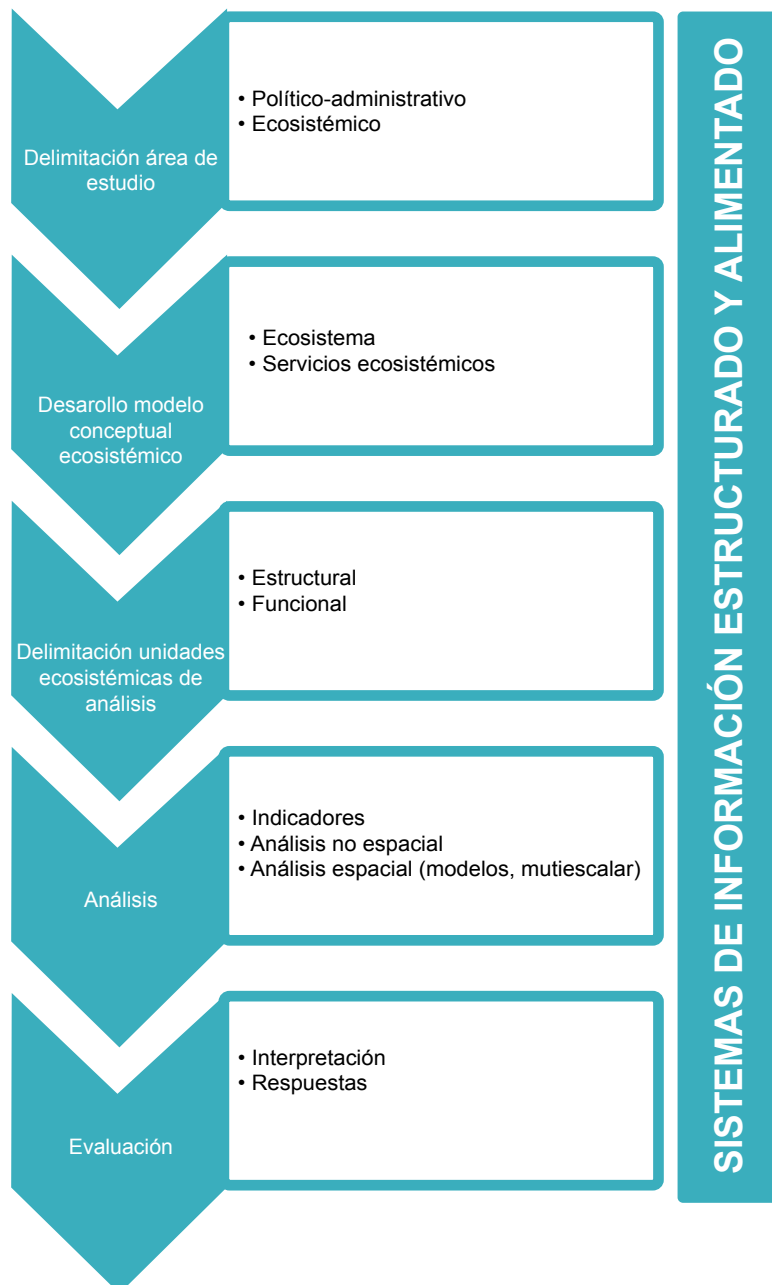 Delimitación área de
estudio
• Político-administrativo
• Ecosistémico
Desarollo modelo
conceptual
ecosistémico
• Ecosistema
• Servicios ecosistémicos
Delimitación unidades
ecosistémicas de
análisis
• Estructural
• Funcional
Análisis
• Indicadores
• Análisis no espacial
• Análisis espacial (modelos, mutiescalar)
Evaluación
• Interpretación
• Respuestas
SISTEMAS DE INFORMACIÓN ESTRUCTURADO Y ALIMENTADO